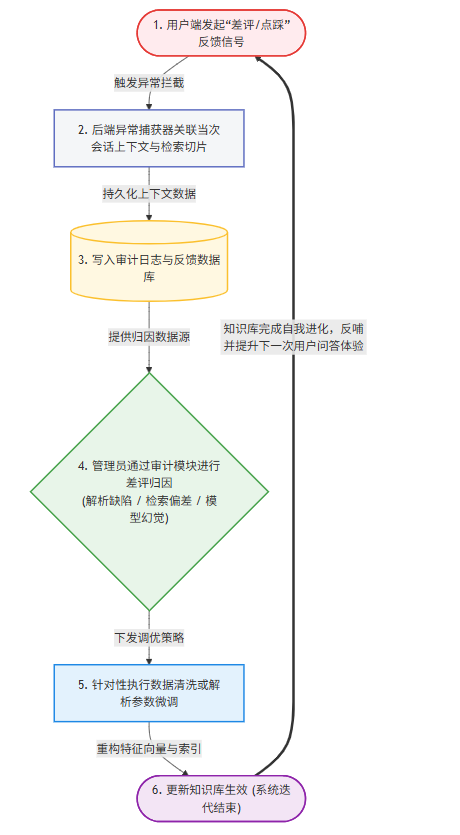 1. 用户端发起“差评/点踩”
反馈信号
触发异常拦截
2. 后端异常捕获器关联当次
会话上下文与检索切片
持久化上下文数据
3. 写入审计日志与反馈数据
库
提供归因数据源
知识库完成自我进化，反哺
并提升下一次用户问答体验
4. 管理员通过审计模块进行
差评归因
(解析缺陷 / 检索偏差 / 模
型幻觉)
下发调优策略
5. 针对性执行数据清洗或解
析参数微调
重构特征向量与索引
6. 更新知识库生效 (系统迭
代结束)